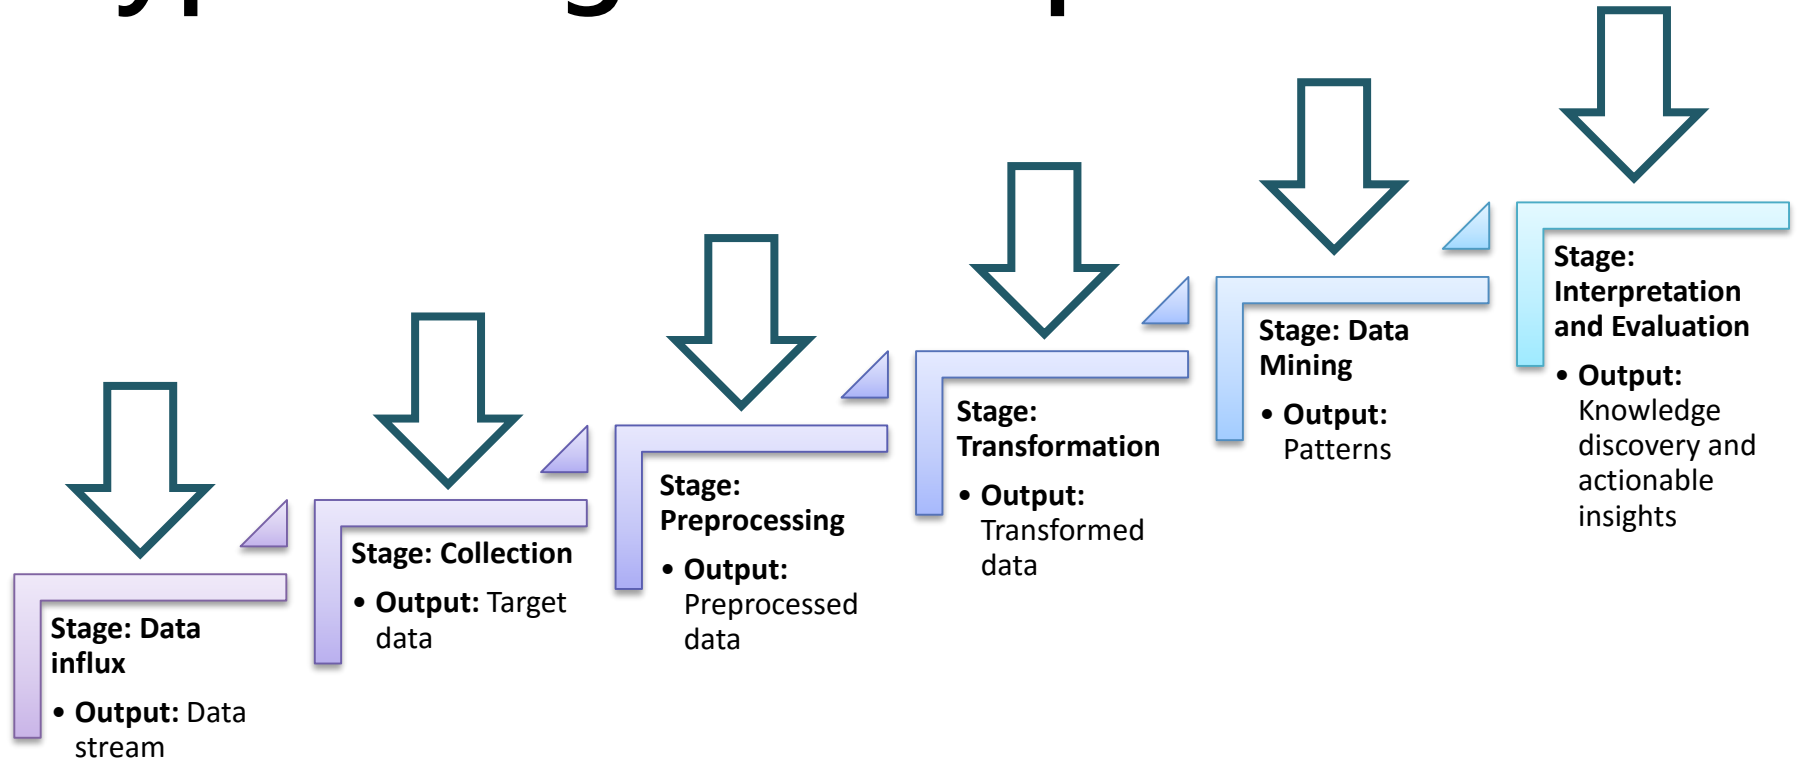 Stage: Data
influx
• Output: Data
stream
Stage: Collection
• Output: Target
data
Stage:
Preprocessing
• Output:
Preprocessed
data
Stage:
Transformation
• Output:
Transformed
data
Stage: Data
Mining
• Output:
Patterns
Stage:
Interpretation
and Evaluation
• Output:
Knowledge
discovery and
actionable
insights